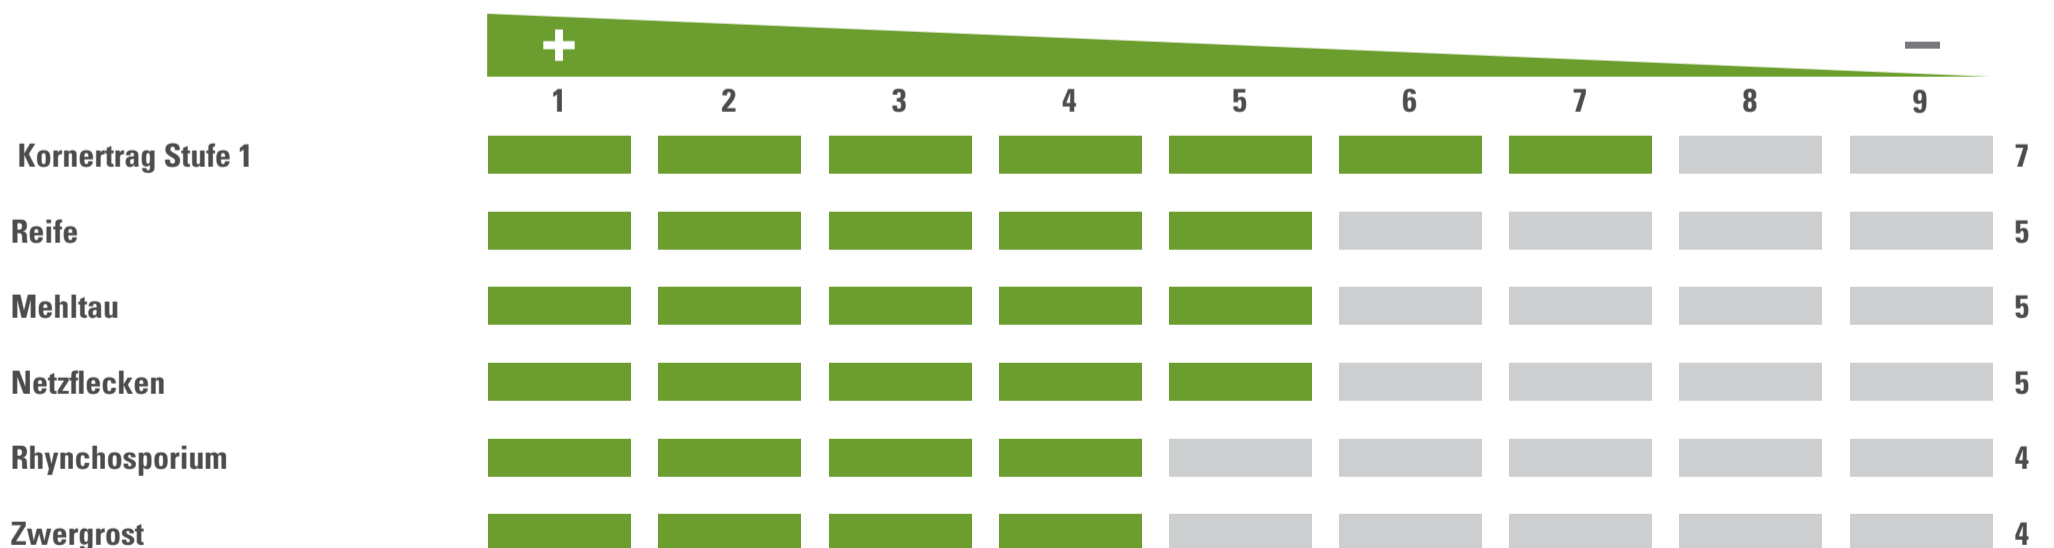 + −
1 2 3 4 5 6 7 8 9
Kornertrag Stufe 1 7
Reife 5
Mehltau 5
Netzflecken 5
Rhynchosporium 4
Zwergrost 4